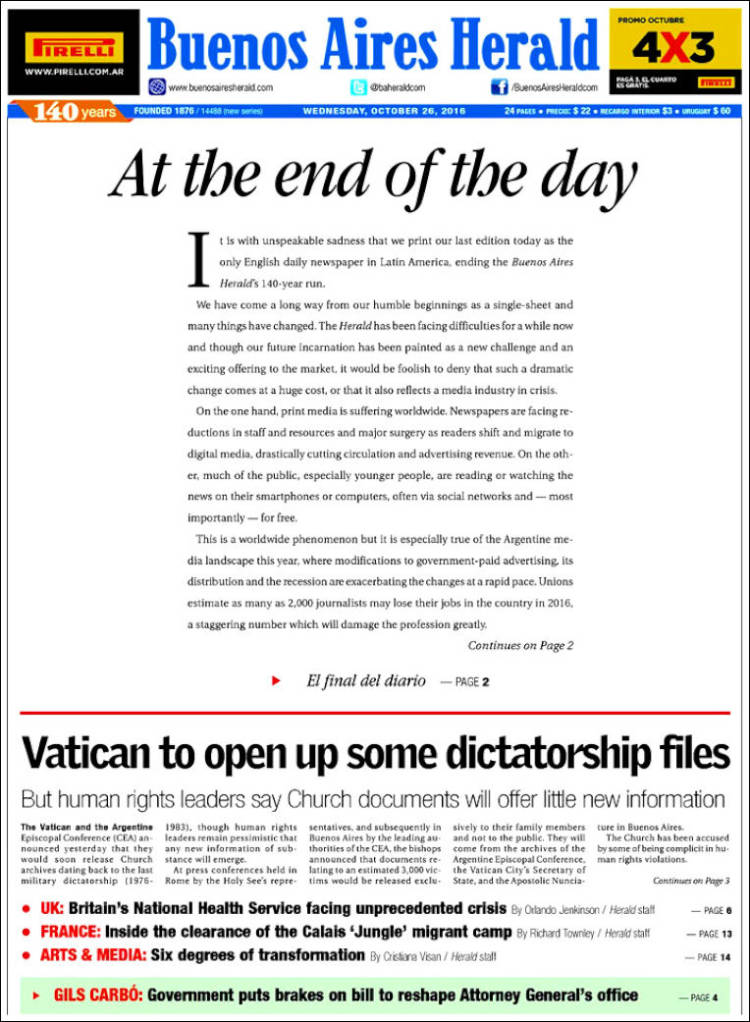 PIRELLI
WWW.PIRELLI.COM.AR
Buenos Aires Herald
www.buenosairesherald.com
@baheraldcom
/BuenosAiresHeraldcom
PROMO OCTUBRE
4X3
PAGÁ 3, EL CUARTO
ES GRATIS.
PIRELLI
140 years
FOUNDED 1876 / 14488 (new series)
WEDNESDAY, OCTOBER 26, 2016
24 PAGES • PRECIO: $ 22 • RECARGO INTERIOR $3 • URUGUAY $ 60
At the end of the day
It is with unspeakable sadness that we print our last edition today as the
only English daily newspaper in Latin America, ending the Buenos Aires
Herald's 140-year run.
We have come a long way from our humble beginnings as a single-sheet and
many things have changed. The Herald has been facing difficulties for a while now
and though our future incarnation has been painted as a new challenge and an
exciting offering to the market, it would be foolish to deny that such a dramatic
change comes at a huge cost, or that it also reflects a media industry in crisis.
On the one hand, print media is suffering worldwide. Newspapers are facing re-
ductions in staff and resources and major surgery as readers shift and migrate to
digital media, drastically cutting circulation and advertising revenue. On the oth-
er, much of the public, especially younger people, are reading or watching the
news on their smartphones or computers, often via social networks and — most
importantly — for free.
This is a worldwide phenomenon but it is especially true of the Argentine me-
dia landscape this year, where modifications to government-paid advertising, its
distribution and the recession are exacerbating the changes at a rapid pace. Unions
estimate as many as 2,000 journalists may lose their jobs in the country in 2016,
a staggering number which will damage the profession greatly.
Continues on Page 2
El final del diario — PAGE 2
Vatican to open up some dictatorship files
But human rights leaders say Church documents will offer little new information
The Vatican and the Argentine
Episcopal Conference (CEA) an-
nounced yesterday that they
would soon release Church
archives dating back to the last
military dictatorship (1976-
1983), though human rights
leaders remain pessimistic that
any new information of sub-
stance will emerge.
At press conferences held in
Rome by the Holy See's repre-
sentatives, and subsequently in
Buenos Aires by the leading au-
thorities of the CEA, the bishops
announced that documents re-
lating to an estimated 3,000 vic-
tims would be released exclu-
sively to their family members
and not to the public. They will
come from the archives of the
Argentine Episcopal Conference,
the Vatican City's Secretary of
State, and the Apostolic Nuncia-
ture in Buenos Aires.
The Church has been accused
by some of being complicit in hu-
man rights violations.
Continues on Page 3
• UK: Britain's National Health Service facing unprecedented crisis By Orlando Jenkinson / Herald staff — PAGE 6
• FRANCE: Inside the clearance of the Calais 'Jungle' migrant camp By Richard Townley / Herald staff — PAGE 13
• ARTS & MEDIA: Six degrees of transformation By Cristiana Visan / Herald staff — PAGE 14
GILS CARBÓ: Government puts brakes on bill to reshape Attorney General's office — PAGE 4